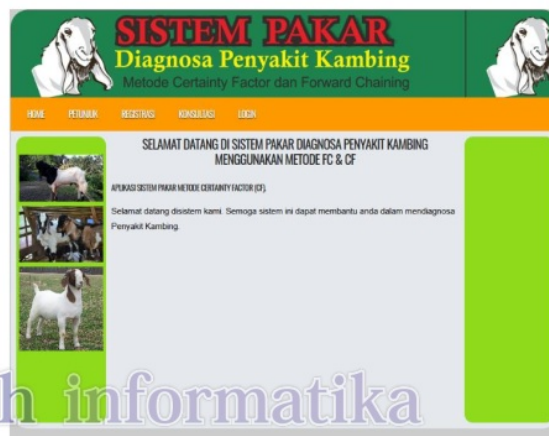 SISTEM PAKAR
Diagnosa Penyakit Kambing
Metode Certainty Factor dan Forward Chaining
HOME PETUNJUK REGISTRASI KONSULTASI LOGIN
SELAMAT DATANG DI SISTEM PAKAR DIAGNOSA PENYAKIT KAMBING
MENGGUNAKAN METODE FC & CF
APLIKASI SISTEM PAKAR METODE CERTAINTY FACTOR (CF).
Selamat datang disistem kami. Semoga sistem ini dapat membantu anda dalam mendiagnosa
Penyakit Kambing.
h informatika